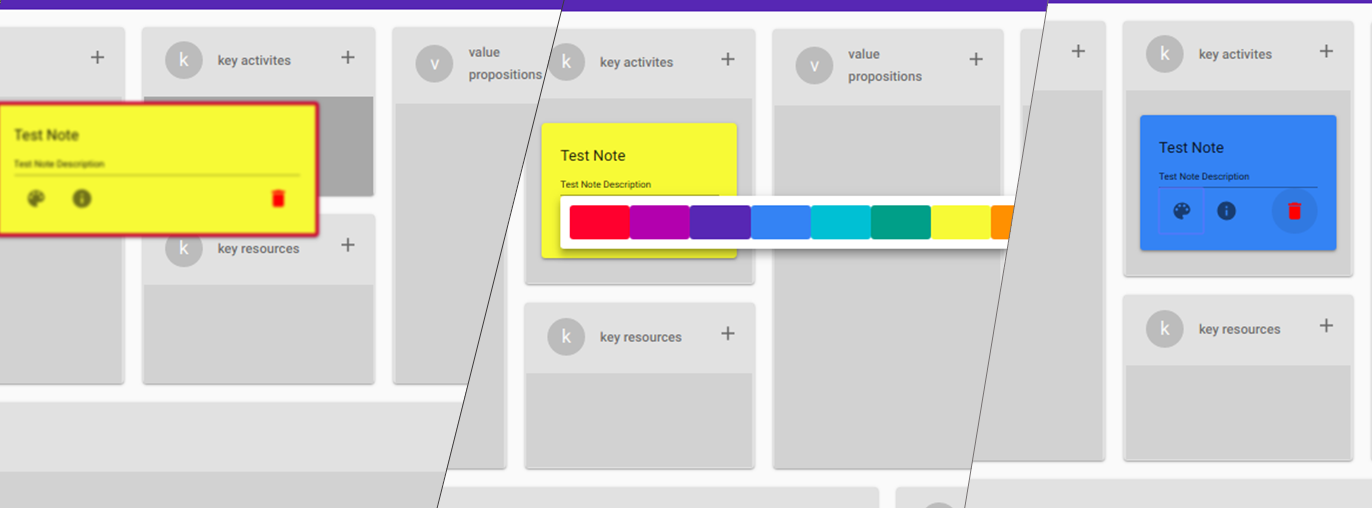 k
key activites
+
v
value
propositions
+
Test Note
Test Note Description
k
key resources
+
k
key activites
+
v
value
propositions
+
Test Note
Test Note Description
k
key resources
+
+
k
key activites
+
Test Note
Test Note Description
k
key resources
+